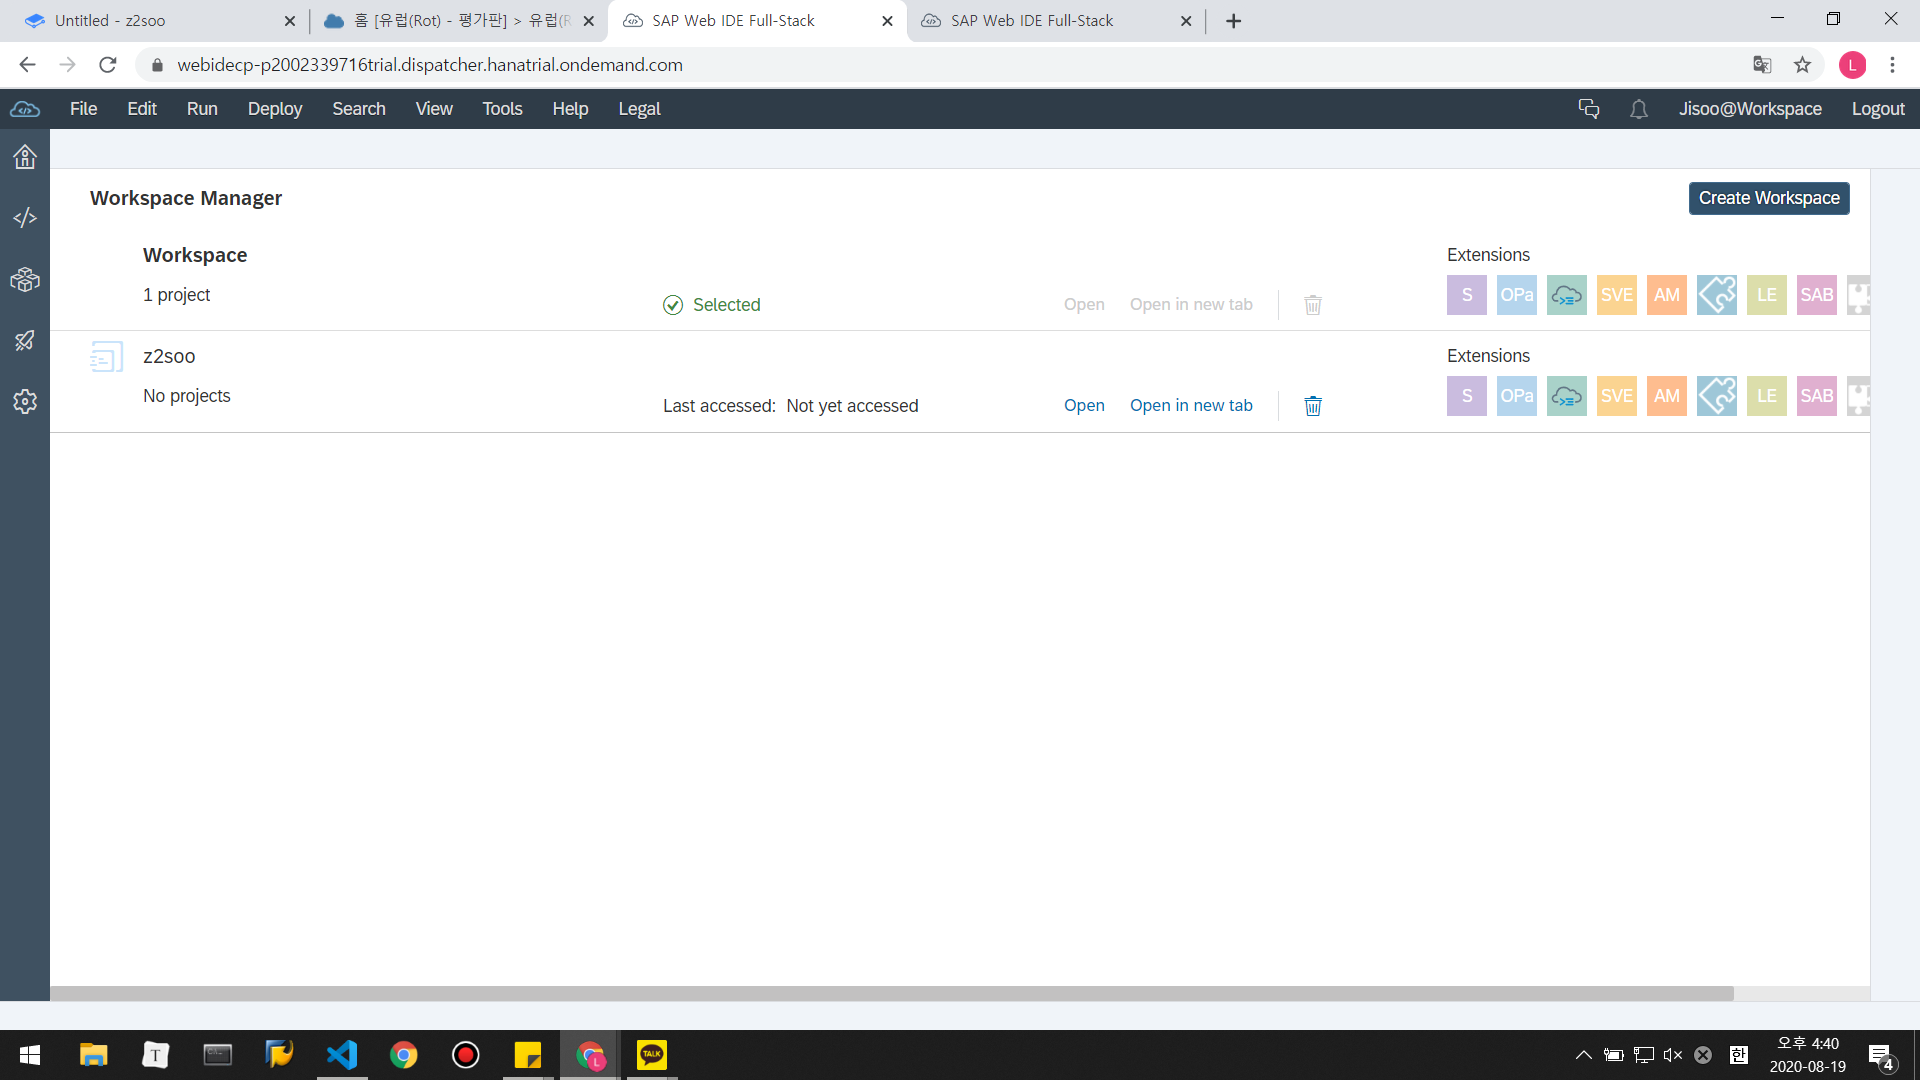 Untitled - z2soo
홈 [유럽(Rot) - 평가판] > 유럽(R
SAP Web IDE Full-Stack
SAP Web IDE Full-Stack
webidecp-p2002339716trial.dispatcher.hanatrial.ondemand.com
L
File Edit Run Deploy Search View Tools Help Legal
Jisoo@Workspace Logout
Workspace Manager
Create Workspace
Workspace
Extensions
1 project
Selected
Open Open in new tab
S OPa SVE AM LE SAB
z2soo
Extensions
No projects
Last accessed: Not yet accessed
Open Open in new tab
S OPa SVE AM LE SAB
T
C:\_
L
TALK
한
오후 4:40
2020-08-19
4